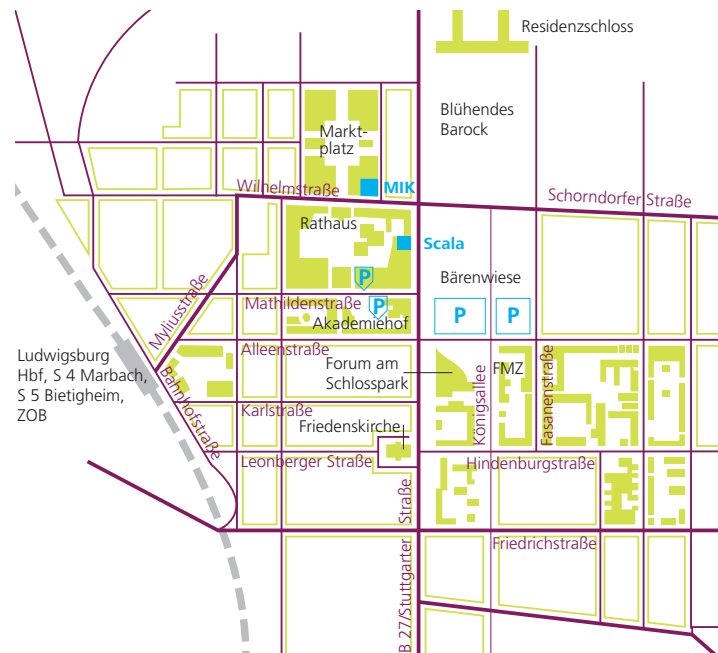 Residenzschloss
Blühendes
Barock
Markt-
platz
MIK
Wilhelmstraße
Schorndorfer Straße
Rathaus
Scala
Bärenwiese
P
P
P
P
Mathildenstraße
Akademiehof
Myliusstraße
Alleenstraße
Ludwigsburg
Hbf, S 4 Marbach,
S 5 Bietigheim,
ZOB
Forum am
Schlosspark
FMZ
Königsallee
Fasanenstraße
Bahnhofstraße
Karlstraße
Friedenskirche
Leonberger Straße
Hindenburgstraße
B 27/Stuttgarter Straße
Friedrichstraße